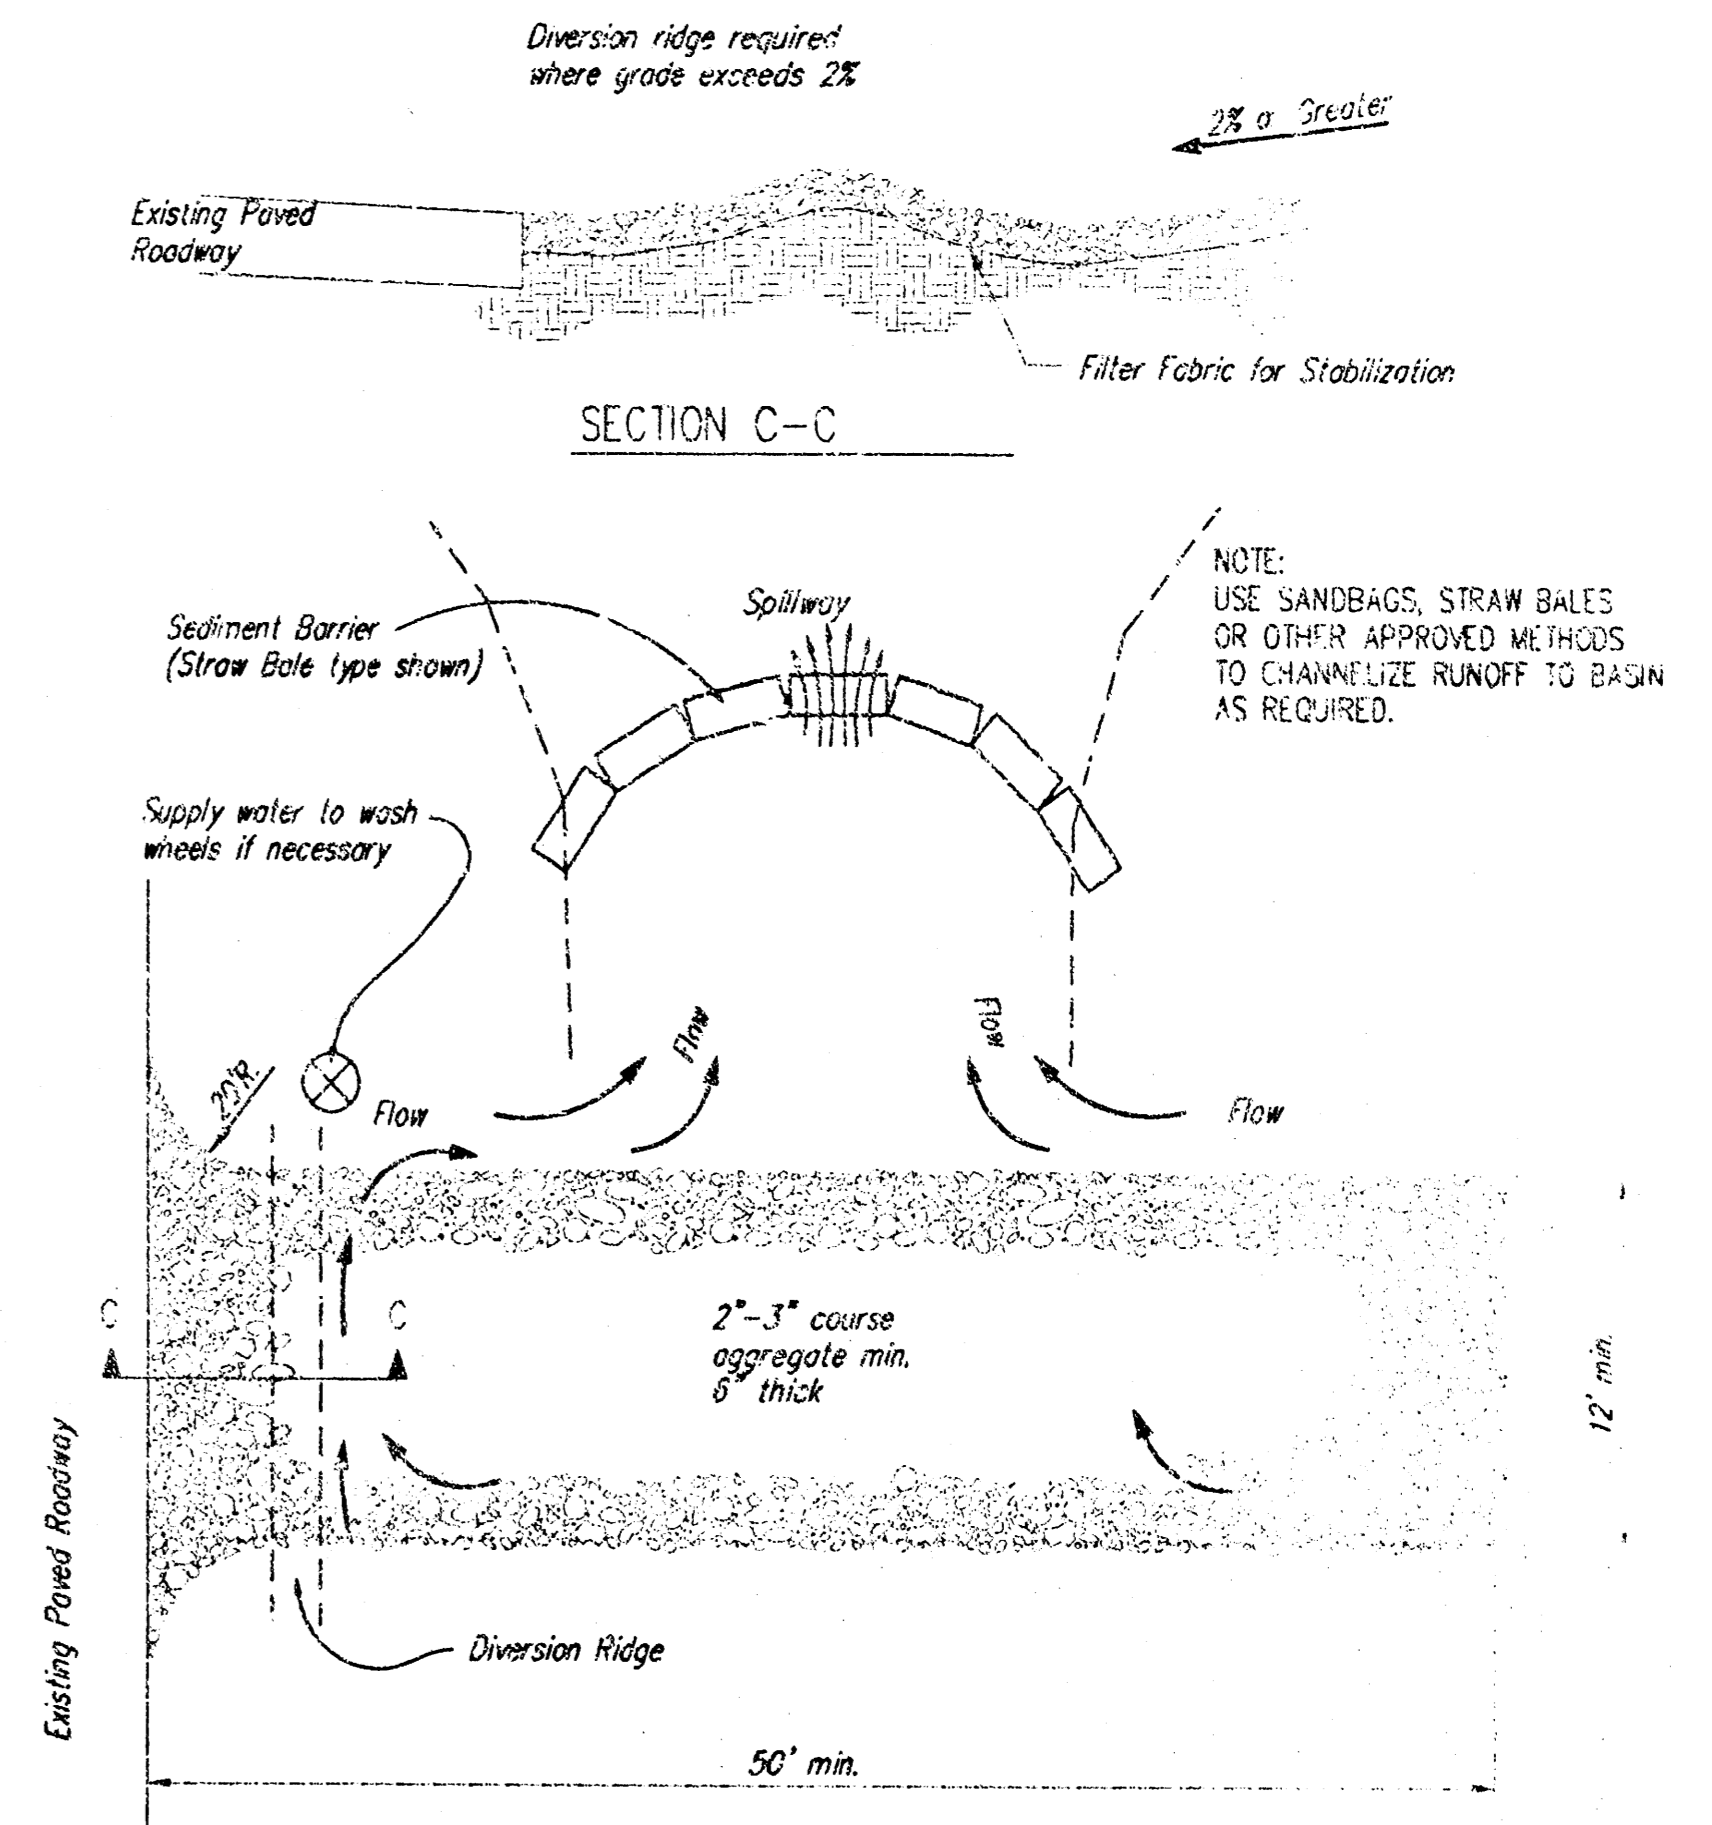 Diversion ridge required
where grade exceeds 2%
2% or Greater
Existing Paved
Roadway
Filter Fabric for Stabilization
SECTION C-C
NOTE:
USE SANDBAGS, STRAW BALES
OR OTHER APPROVED METHODS
TO CHANNELIZE RUNOFF TO BASIN
AS REQUIRED.
Spillway
Sediment Barrier
(Straw Bale type shown)
Supply water to wash
wheels if necessary
Flow
Flow
20'R.
Flow
Flow
C
C
2"-3" course
aggregate min.
6" thick
12' min.
Existing Paved Roadway
Diversion Ridge
50' min.